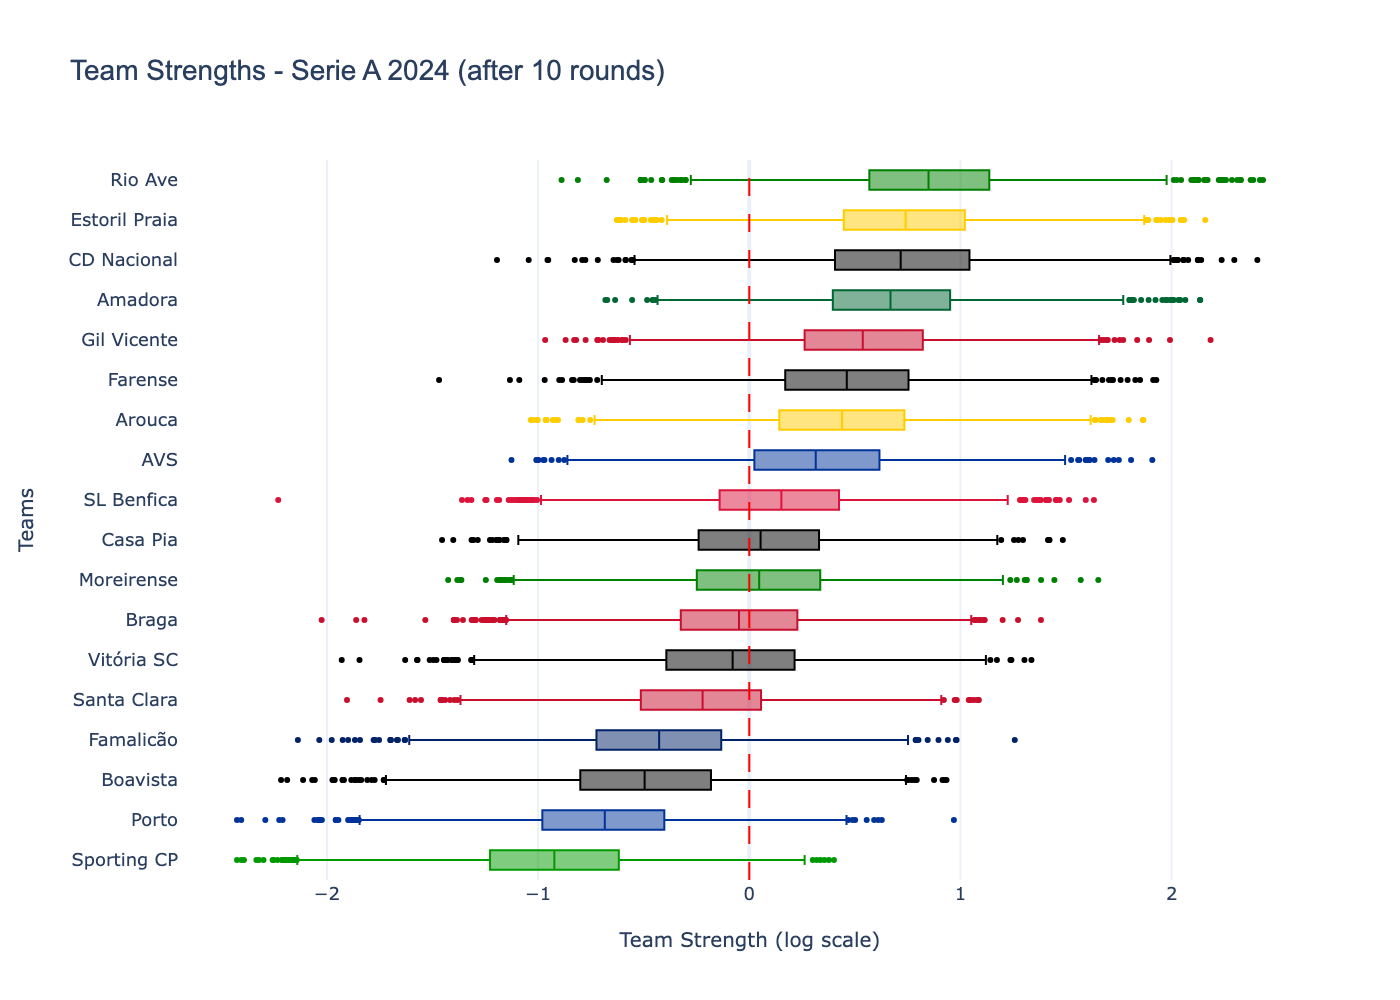 Team Strengths - Serie A 2024 (after 10 rounds)
Teams
Rio Ave
Estoril Praia
CD Nacional
Amadora
Gil Vicente
Farense
Arouca
AVS
SL Benfica
Casa Pia
Moreirense
Braga
Vitória SC
Santa Clara
Famalicão
Boavista
Porto
Sporting CP
−2 −1 0 1 2
Team Strength (log scale)